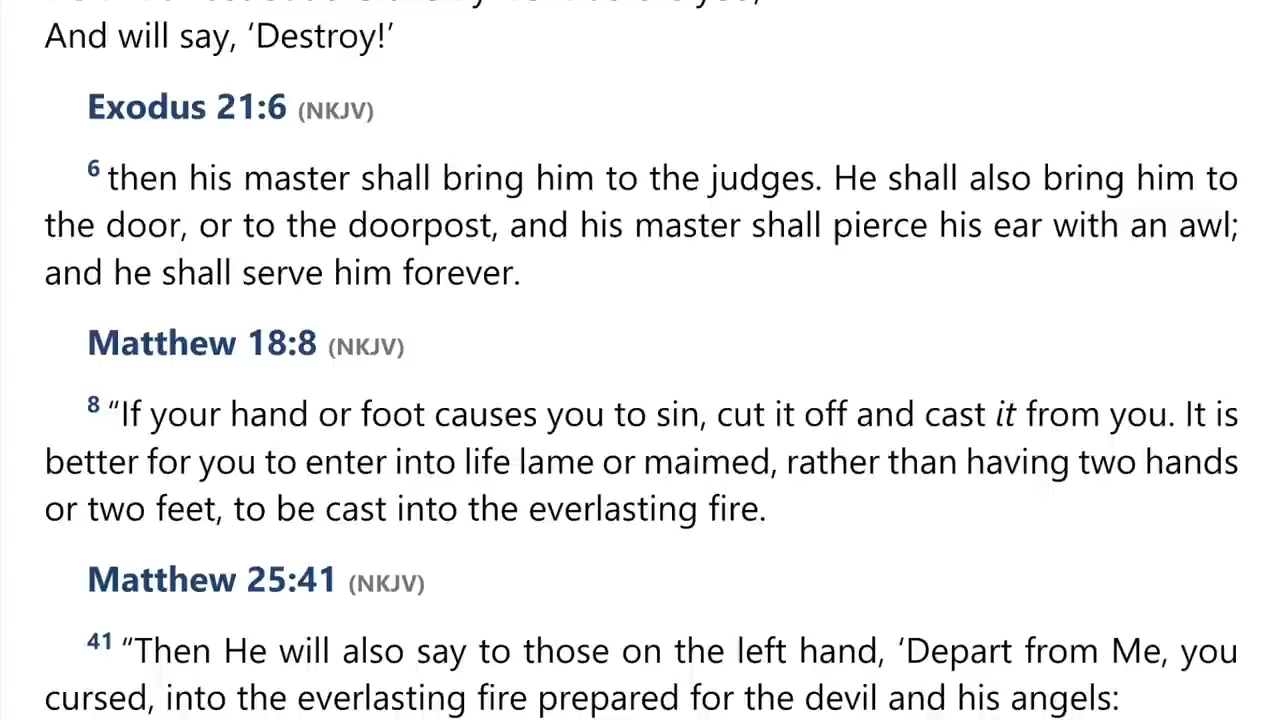 And will say, ‘Destroy!’
Exodus 21:6 (NKJV)
6 then his master shall bring him to the judges. He shall also bring him to
the door, or to the doorpost, and his master shall pierce his ear with an awl;
and he shall serve him forever.
Matthew 18:8 (NKJV)
8 “If your hand or foot causes you to sin, cut it off and cast it from you. It is
better for you to enter into life lame or maimed, rather than having two hands
or two feet, to be cast into the everlasting fire.
Matthew 25:41 (NKJV)
41 “Then He will also say to those on the left hand, ‘Depart from Me, you
cursed, into the everlasting fire prepared for the devil and his angels: